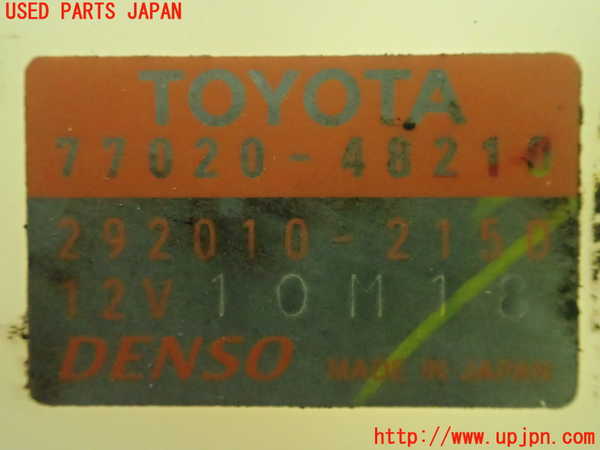 USED PARTS JAPAN
TOYOTA
77020-48210
292010-2150
12V 10M18
DENSO MADE IN JAPAN
http://www.upjpn.com